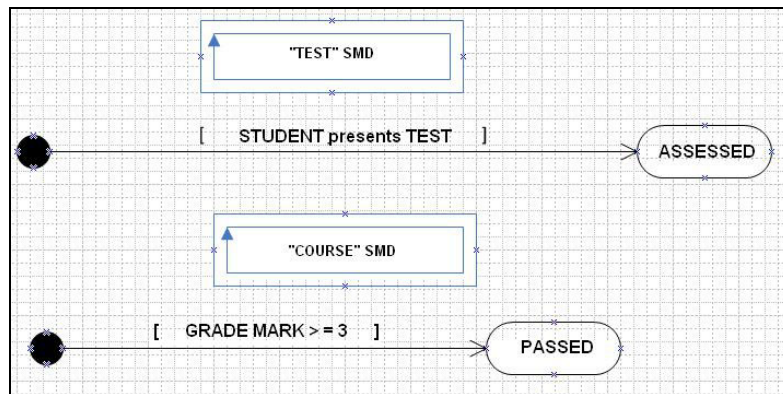 "TEST" SMD
[ STUDENT presents TEST ]
ASSESSED
"COURSE" SMD
[ GRADE MARK > = 3 ]
PASSED